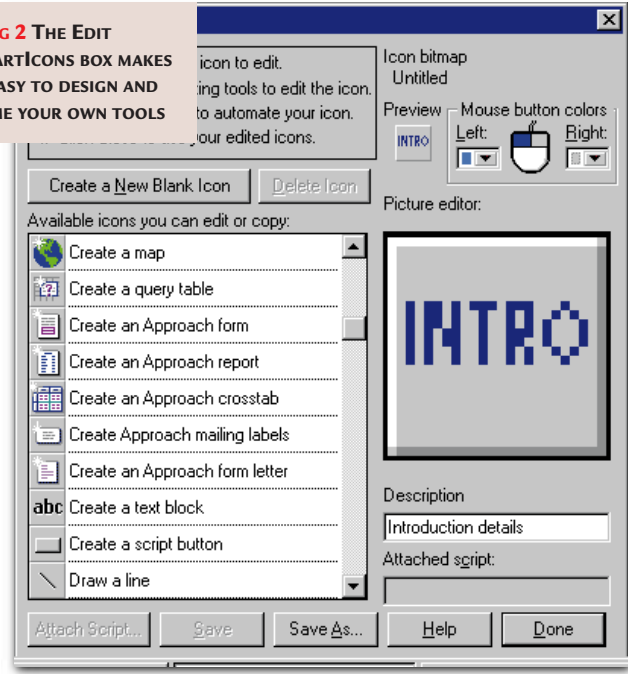 G 2 THE EDIT
ARTICONS BOX MAKES
ASY TO DESIGN AND
E YOUR OWN TOOLS
icon to edit.
ing tools to edit the icon.
to automate your icon.
your edited icons.
Create a New Blank Icon
Delete Icon
Available icons you can edit or copy:
Create a map
Create a query table
Create an Approach form
Create an Approach report
Create an Approach crosstab
Create Approach mailing labels
Create an Approach form letter
abc Create a text block
Create a script button
Draw a line
Icon bitmap
Untitled
Preview
INTRO
Mouse button colors
Left:
Right:
Picture editor:
INTRO
Description
Introduction details
Attached script:
Attach Script...
Save
Save As...
Help
Done